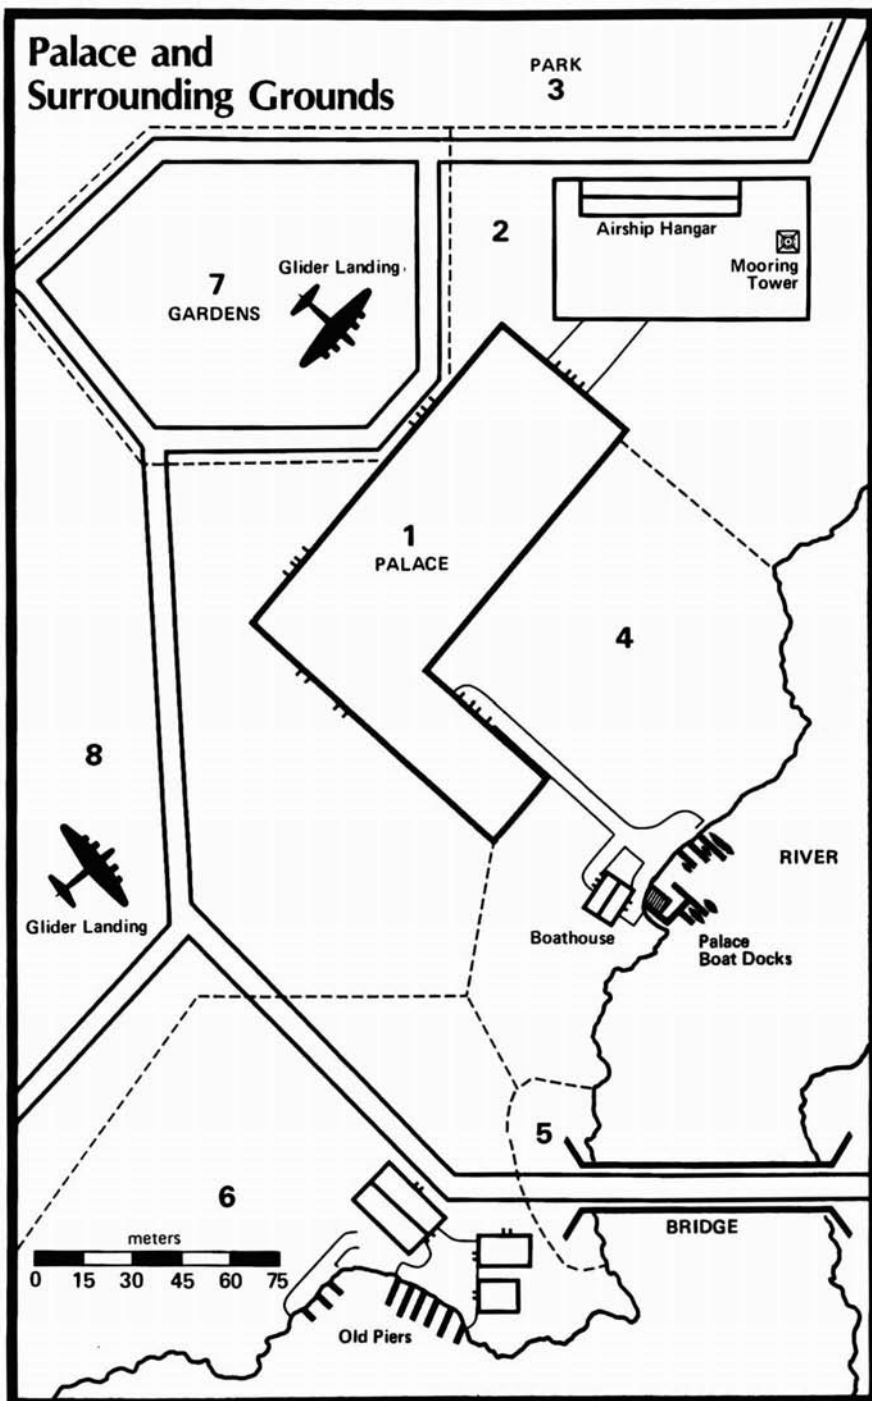 Palace and
Surrounding Grounds
PARK
3
2
Airship Hangar
Mooring
Tower
Glider Landing
7
GARDENS
1
PALACE
4
8
Glider Landing
RIVER
Boathouse
Palace
Boat Docks
5
6
BRIDGE
meters
0 15 30 45 60 75
Old Piers